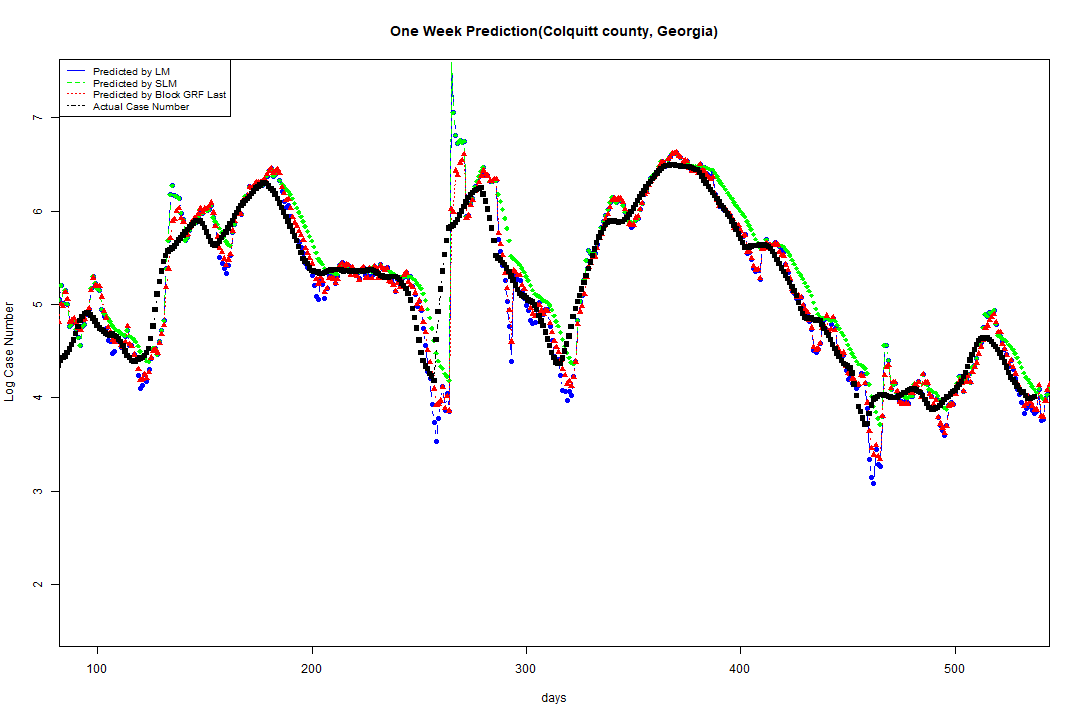 One Week Prediction(Colquitt county, Georgia)
Predicted by LM
Predicted by SLM
Predicted by Block GRF Last
Actual Case Number
7
6
5
4
3
2
Log Case Number
100 200 300 400 500
days